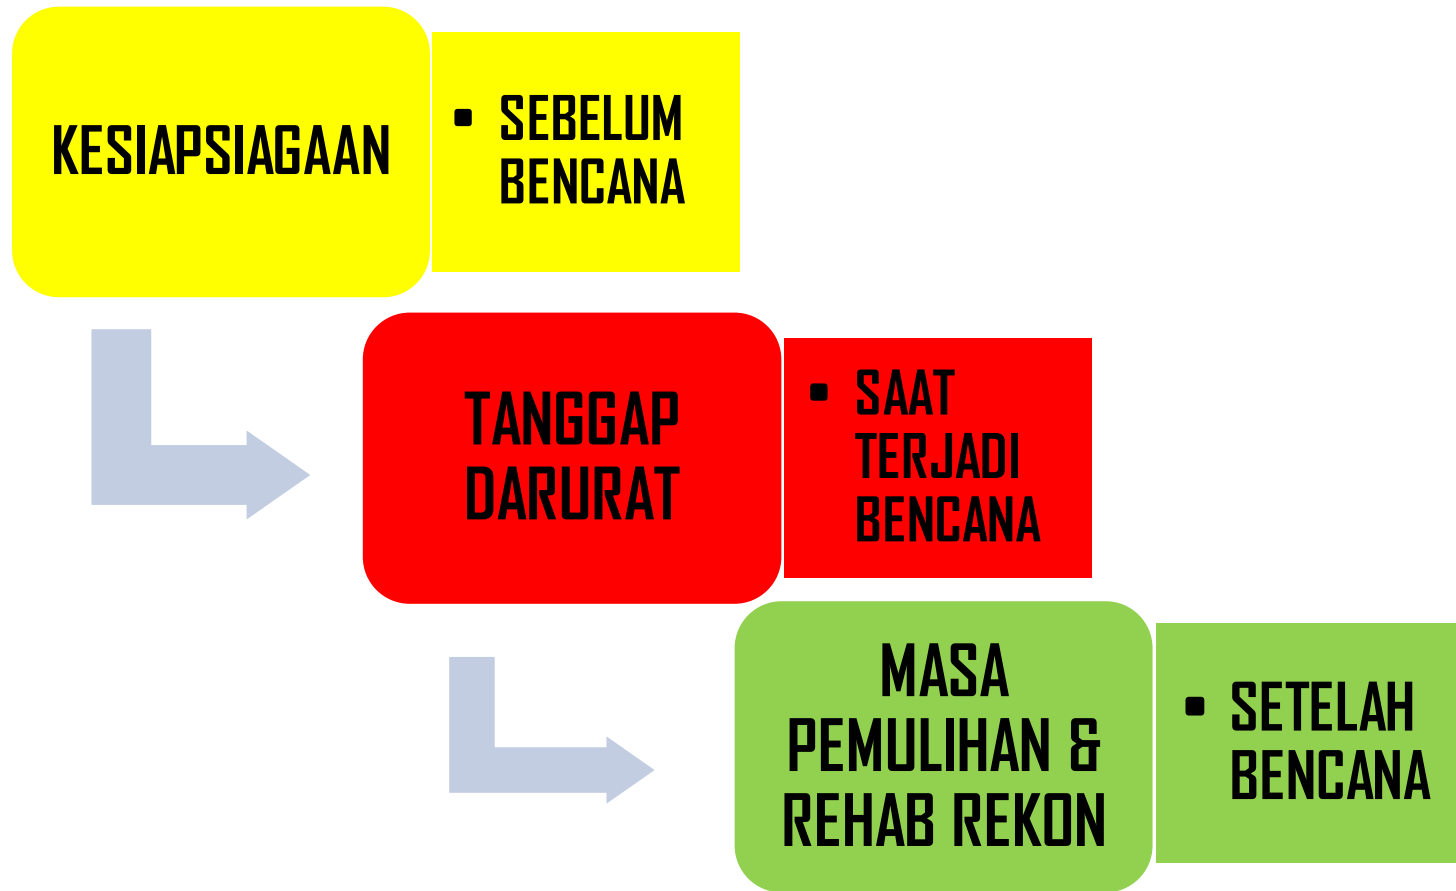 KESIAPSIAGAAN
▪ SEBELUM
BENCANA
TANGGAP
DARURAT
▪ SAAT
TERJADI
BENCANA
MASA
PEMULIHAN &
REHAB REKON
▪ SETELAH
BENCANA